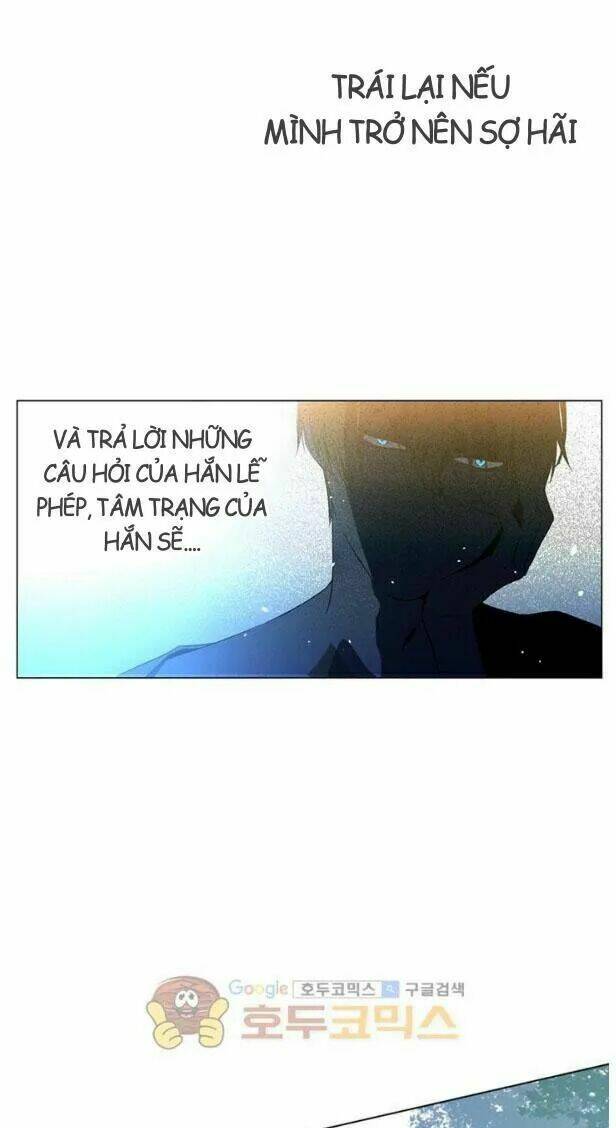 TRÁI LẠI NẾU
MÌNH TRỞ NÊN SỢ HÃI
VÀ TRẢ LỜI NHỮNG
CÂU HỎI CỦA HẮN LỄ
PHÉP, TÂM TRẠNG CỦA
HẮN SẼ....
Google 호두코믹스 구글검색
호두코믹스